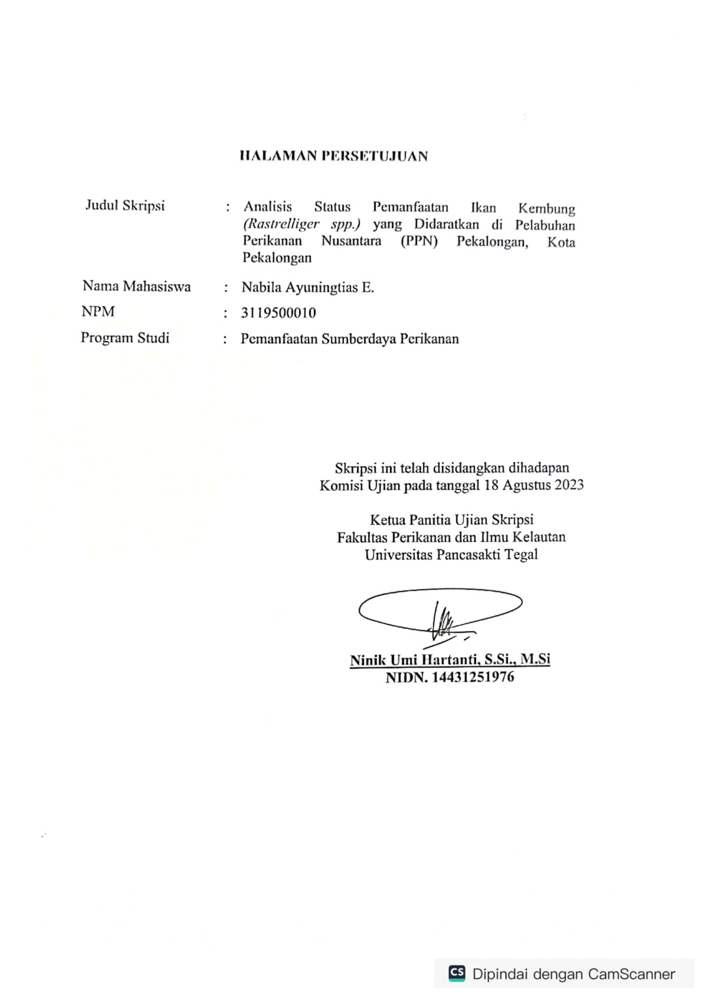 HALAMAN PERSETUJUAN
Judul Skripsi : Analisis Status Pemanfaatan Ikan Kembung
(Rastrelliger spp.) yang Didaratkan di Pelabuhan
Perikanan Nusantara (PPN) Pekalongan, Kota
Pekalongan
Nama Mahasiswa : Nabila Ayuningtias E.
NPM : 3119500010
Program Studi : Pemanfaatan Sumberdaya Perikanan
Skripsi ini telah disidangkan dihadapan
Komisi Ujian pada tanggal 18 Agustus 2023
Ketua Panitia Ujian Skripsi
Fakultas Perikanan dan Ilmu Kelautan
Universitas Pancasakti Tegal
Ninik Umi Hartanti, S.Si., M.Si
NIDN. 14431251976
CS Dipindai dengan CamScanner